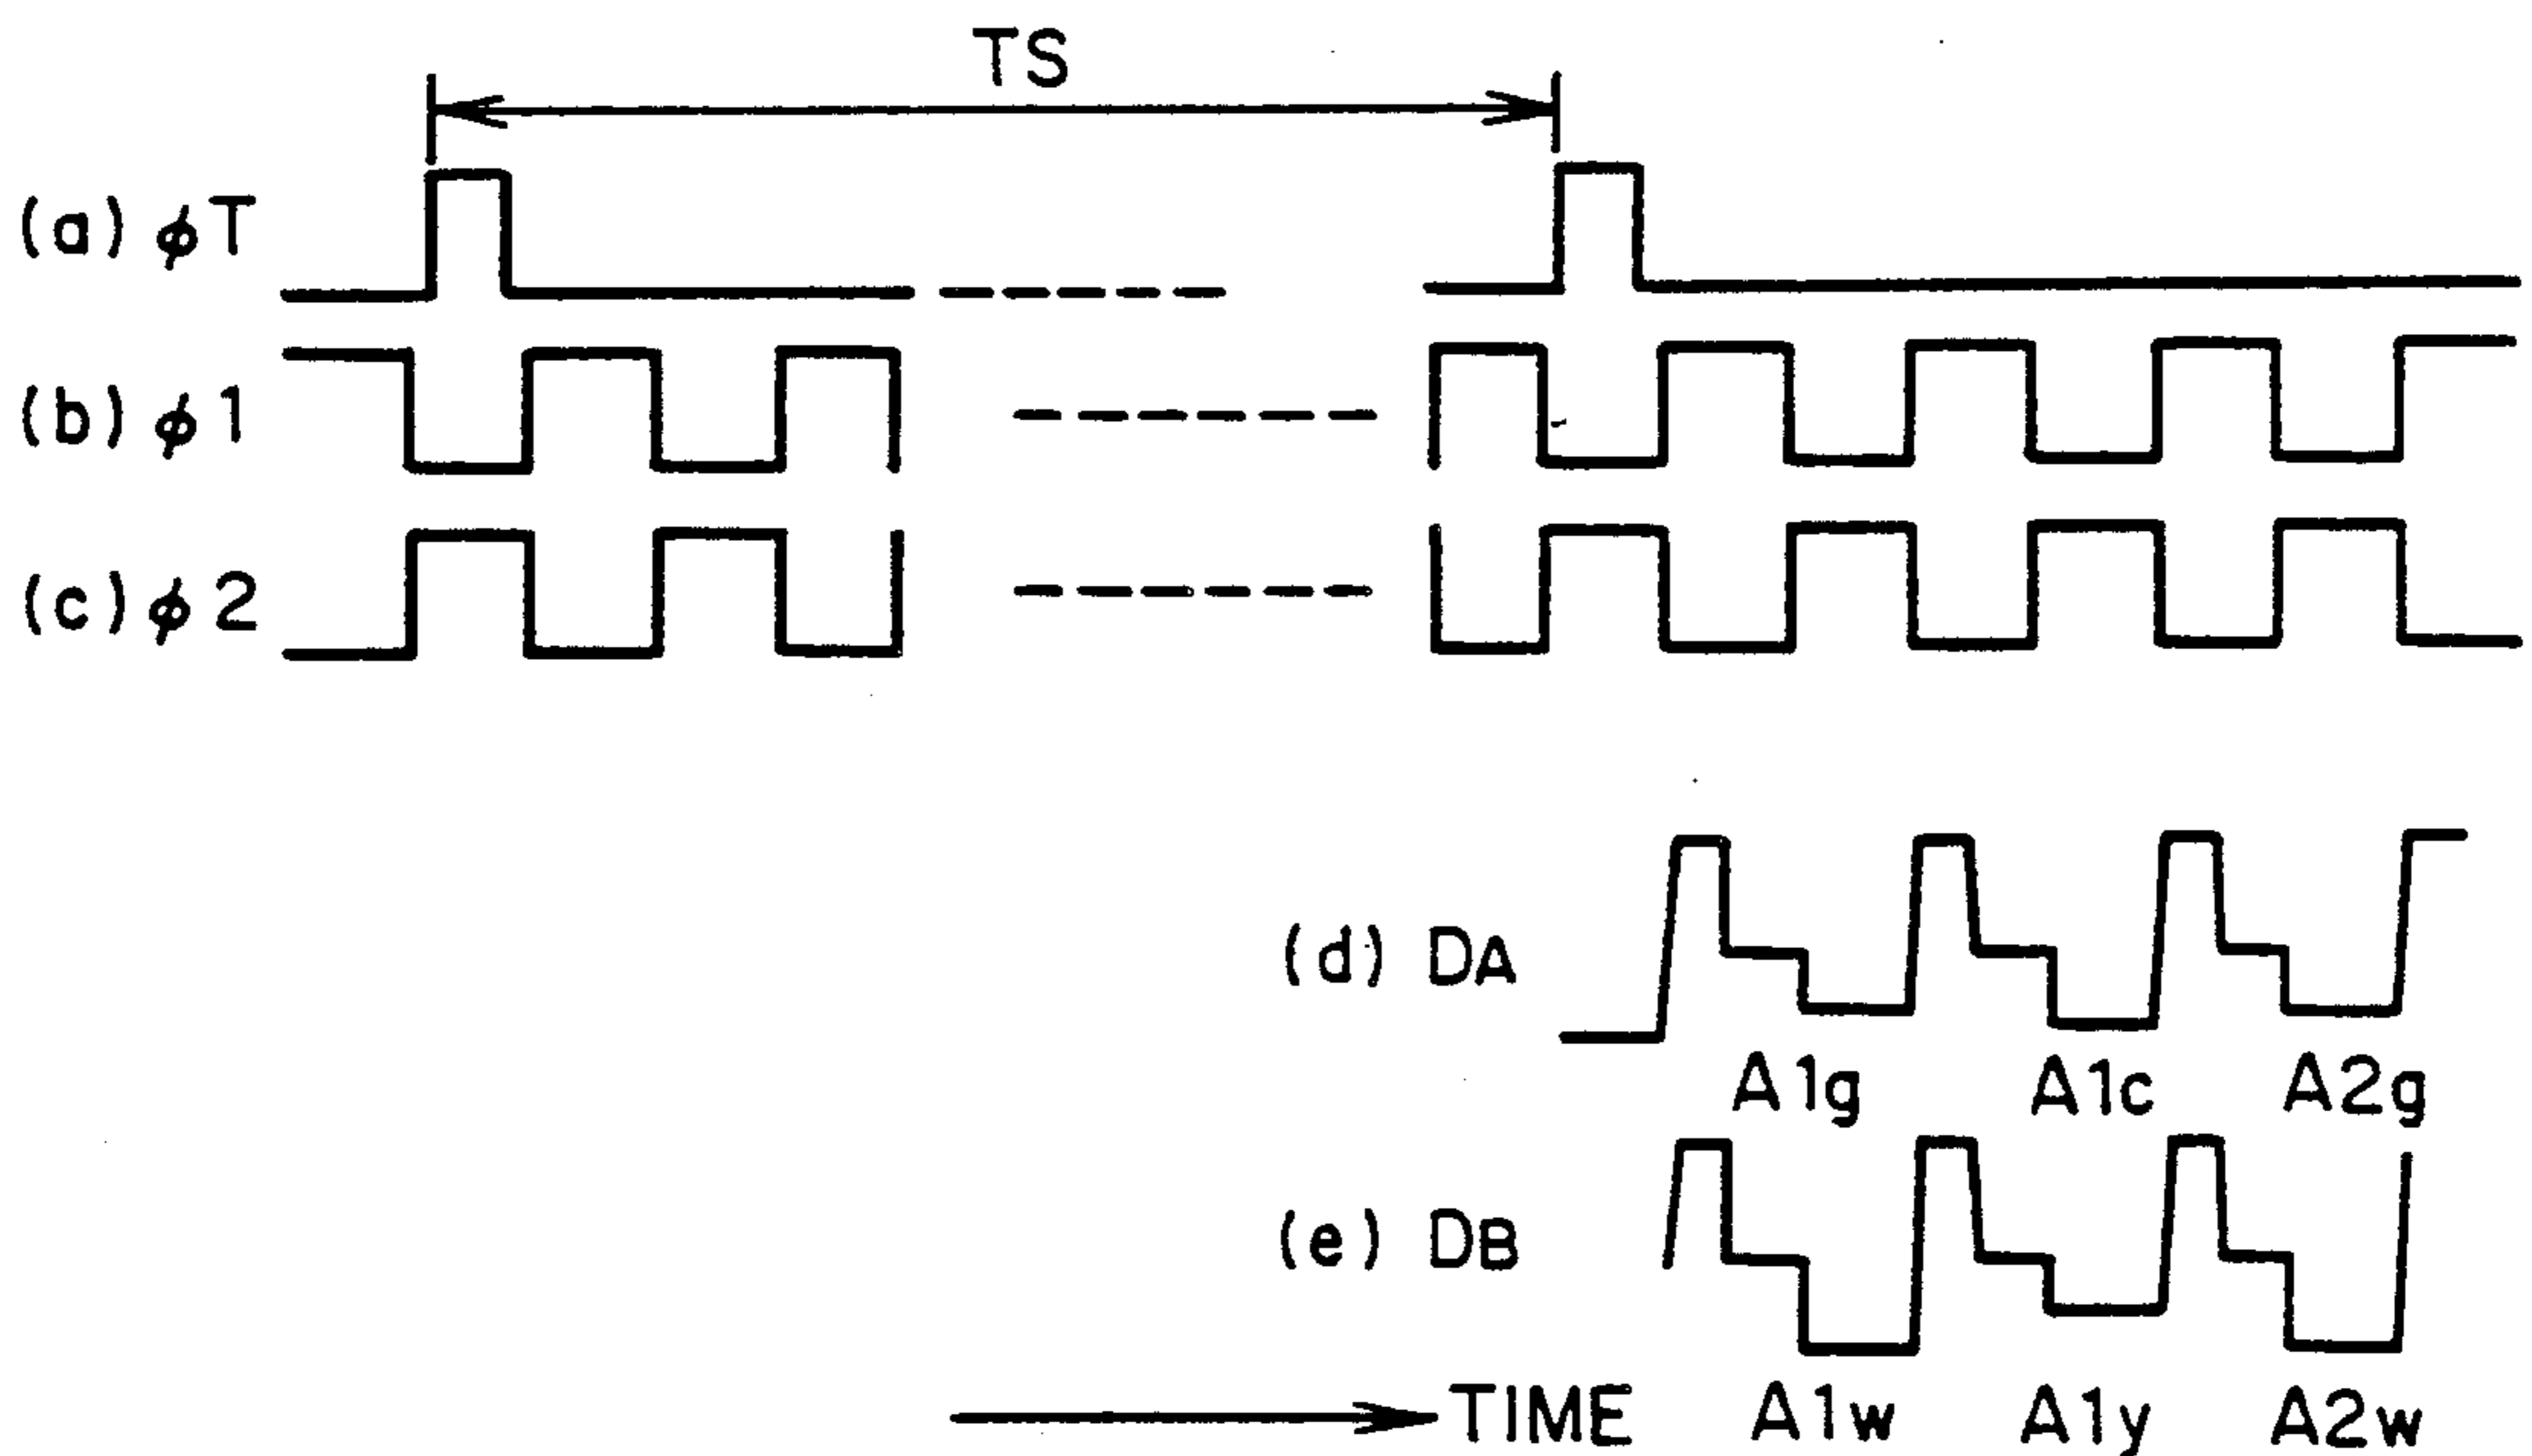 TS
(a) φT
(b) φ1
(c) φ2
(d) DA
A1g A1c A2g
(e) DB
TIME A1w A1y A2w